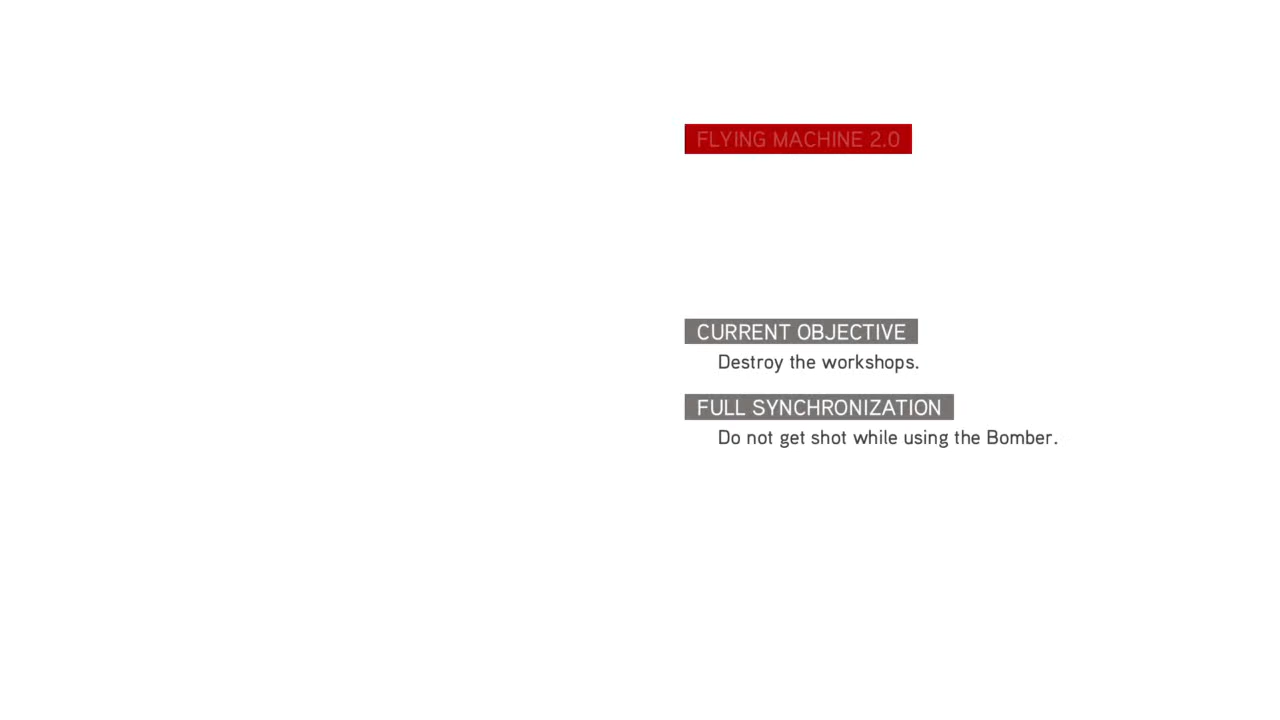 FLYING MACHINE 2.0
CURRENT OBJECTIVE
Destroy the workshops.
FULL SYNCHRONIZATION
Do not get shot while using the Bomber.